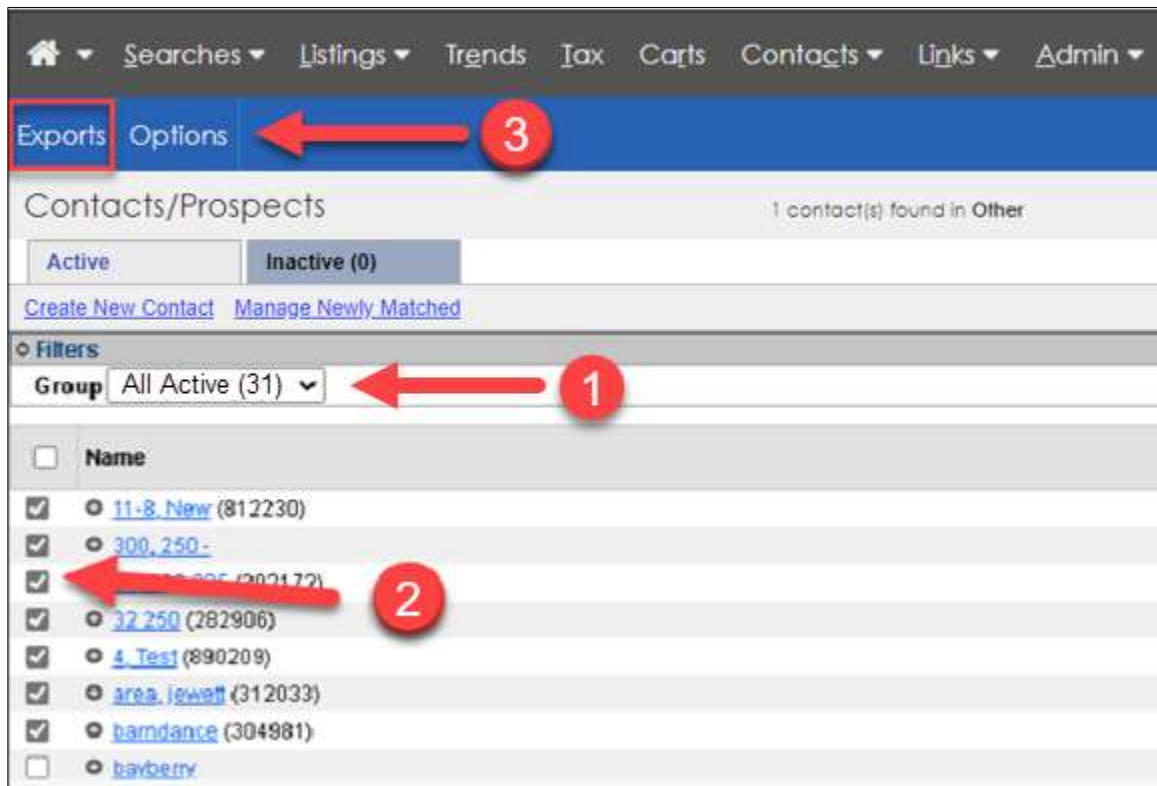 Searches Listings Trends Tax Carts Contacts Links Admin
Exports Options 3
Contacts/Prospects 1 contact(s) found in Other
Active Inactive (0)
Create New Contact Manage Newly Matched
Filters
Group All Active (31) 1
Name
11-8, New (812230)
300, 250 -
2
32 250 (282906)
4, Test (890209)
area, jewett (312033)
barndance (304981)
bayberry